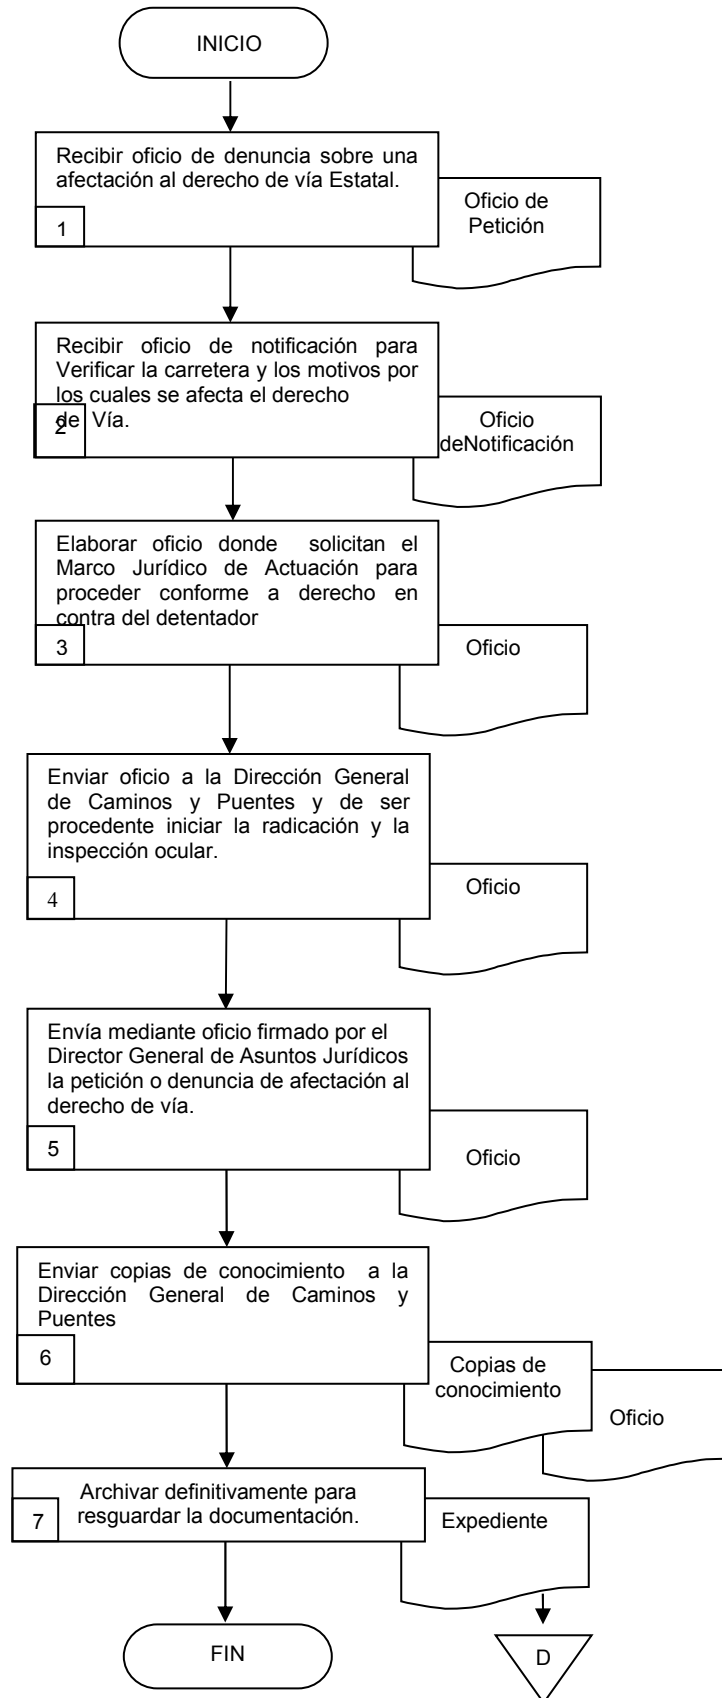 INICIO
Recibir oficio de denuncia sobre una
afectación al derecho de vía Estatal.
1
Oficio de
Petición
Recibir oficio de notificación para
Verificar la carretera y los motivos por
los cuales se afecta el derecho
de Vía.
2
Oficio
deNotificación
Elaborar oficio donde solicitan el
Marco Jurídico de Actuación para
proceder conforme a derecho en
contra del detentador
3
Oficio
Enviar oficio a la Dirección General
de Caminos y Puentes y de ser
procedente iniciar la radicación y la
inspección ocular.
4
Oficio
Envía mediante oficio firmado por el
Director General de Asuntos Jurídicos
la petición o denuncia de afectación al
derecho de vía.
5
Oficio
Enviar copias de conocimiento a la
Dirección General de Caminos y
Puentes
6
Copias de
conocimiento
Oficio
Archivar definitivamente para
resguardar la documentación.
7
Expediente
FIN
D